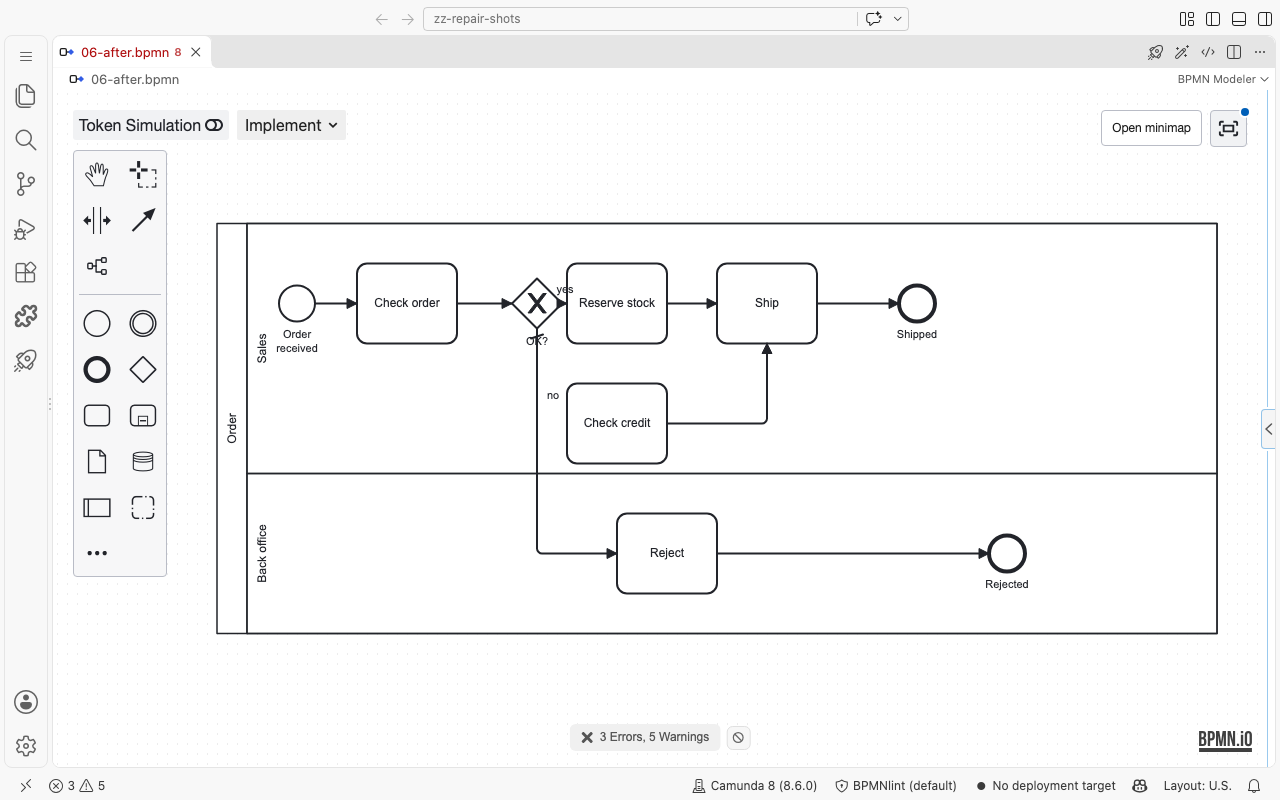 zz-repair-shots
06-after.bpmn 8
06-after.bpmn
BPMN Modeler
Token Simulation
Implement
Open minimap
Order
Sales
Back office
Order
received
Check order
OK?
yes
no
Reserve stock
Ship
Shipped
Check credit
Reject
Rejected
3 Errors, 5 Warnings
BPMN.iO
3 5
Camunda 8 (8.6.0)
BPMNlint (default)
No deployment target
Layout: U.S.